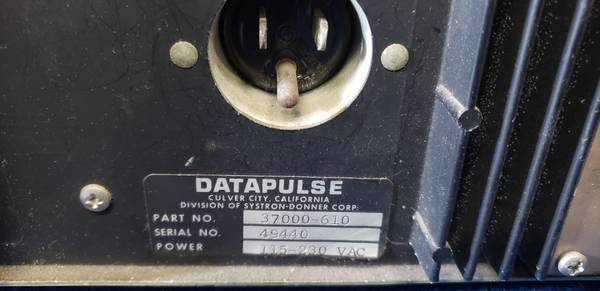 DATAPULSE
CULVER CITY, CALIFORNIA
DIVISION OF SYSTRON-DONNER CORP.
PART NO. 37000-610
SERIAL NO. 49440
POWER 115-230 VAC